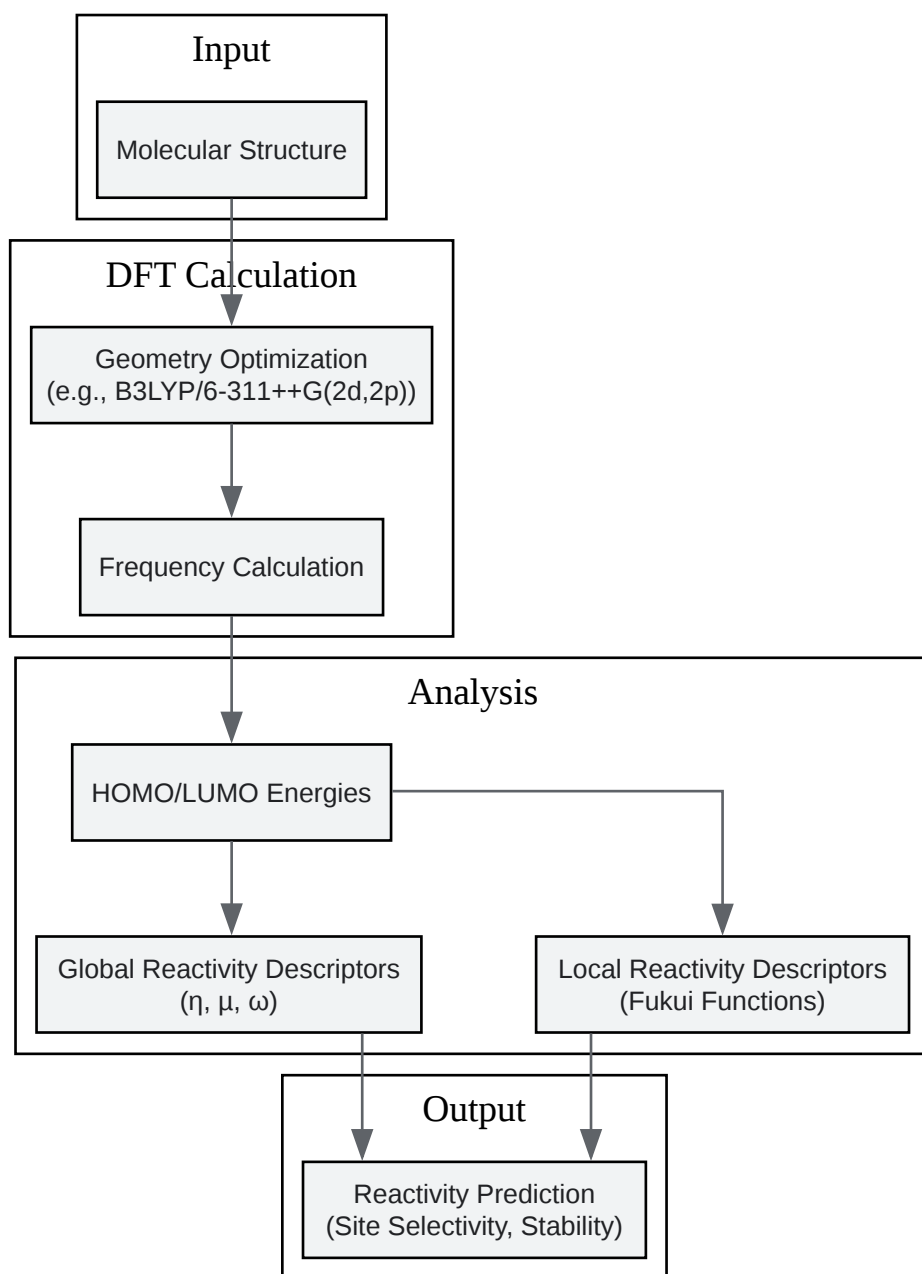 Input
Molecular Structure
DFT Calculation
Geometry Optimization
(e.g., B3LYP/6-311++G(2d,2p))
Frequency Calculation
Analysis
HOMO/LUMO Energies
Global Reactivity Descriptors
(η, μ, ω)
Local Reactivity Descriptors
(Fukui Functions)
Output
Reactivity Prediction
(Site Selectivity, Stability)